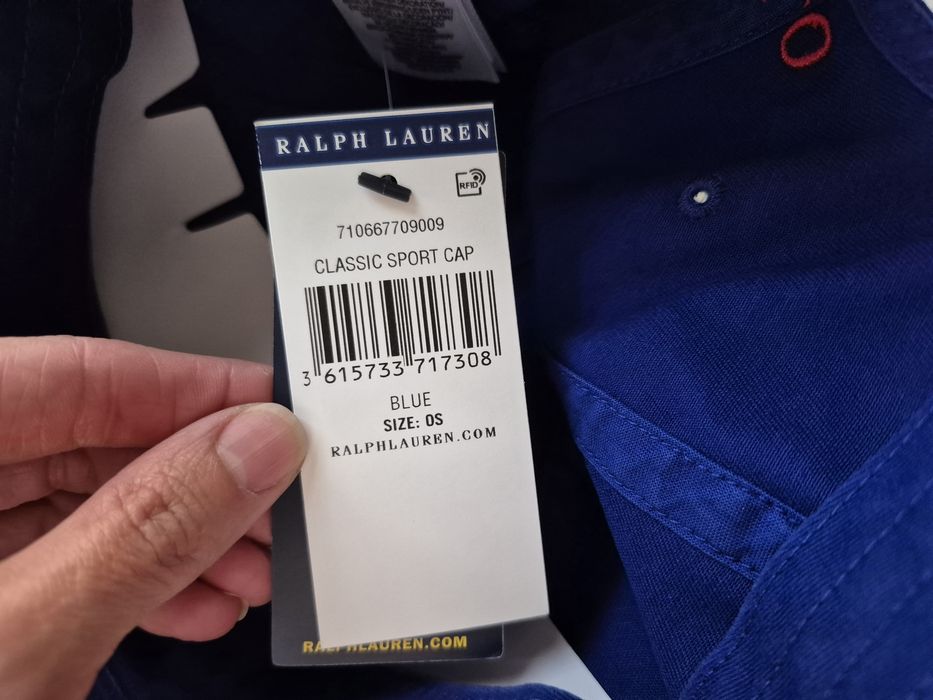 RALPH LAUREN
RFID
710667709009
CLASSIC SPORT CAP
3 615733 717308
BLUE
SIZE: OS
RALPHLAUREN.COM
RALPHLAUREN.COM